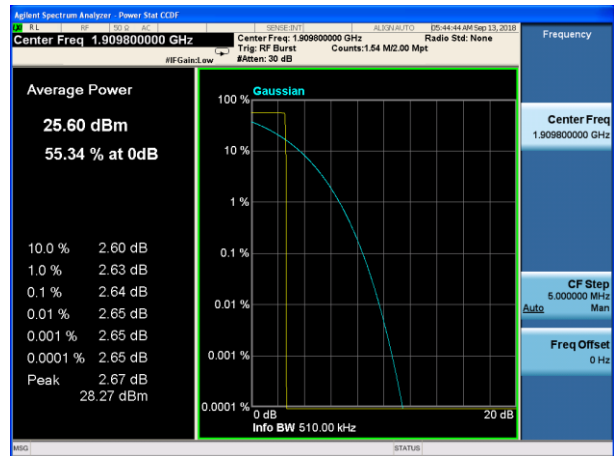 Agilent Spectrum Analyzer - Power Stat CCDF
RL RF 50 Ω AC SENSE:INT ALIGN AUTO 05:44:44 AM Sep 13, 2018
Center Freq 1.909800000 GHz
Center Freq: 1.909800000 GHz Radio Std: None
Trig: RF Burst Counts:1.54 M/2.00 Mpt
#IFGain:Low #Atten: 30 dB
Frequency
Average Power
25.60 dBm
55.34 % at 0dB
10.0 % 2.60 dB
1.0 % 2.63 dB
0.1 % 2.64 dB
0.01 % 2.65 dB
0.001 % 2.65 dB
0.0001 % 2.65 dB
Peak 2.67 dB
28.27 dBm
Gaussian
100 %
10 %
1 %
0.1 %
0.01 %
0.001 %
0.0001 %
0 dB 20 dB
Info BW 510.00 kHz
Center Freq
1.909800000 GHz
CF Step
5.000000 MHz
Auto Man
Freq Offset
0 Hz
MSG STATUS